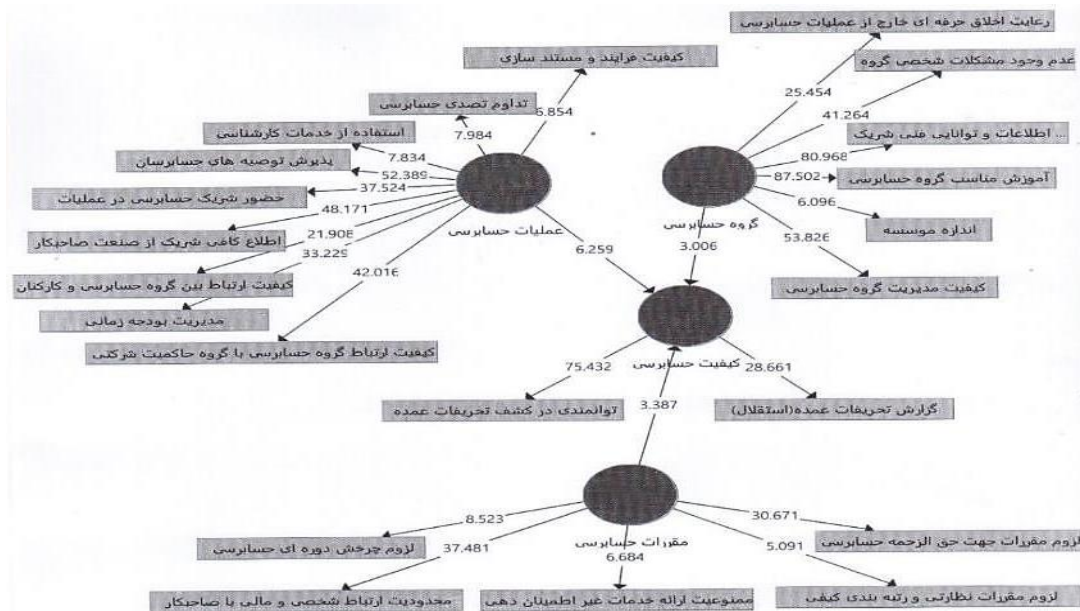 رعایت اخلاق حرفه ای خارج از عملیات حسابرسی
کیفیت فرایند و مستند سازی
عدم وجود مشکلات شخصی گروه
25.454
6.854
تداوم تصدی حسابرسی
41.264
7.984
استفاده از خدمات کارشناسی
اطلاعات و توانایی فنی شریک ...
80.968
7.834
پذیرش توصیه های حسابرسان
52.389
87.502
آموزش مناسب گروه حسابرسی
37.524
حضور شریک حسابرسی در عملیات
6.096
48.171
اندازه موسسه
گروه حسابرسی
عملیات حسابرسی
53.826
21.908
اطلاع کافی شریک از صنعت صاحبکار
3.006
6.259
33.229
42.016
کیفیت ارتباط بین گروه حسابرسی و کارکنان
کیفیت مدیریت گروه حسابرسی
مدیریت بودجه زمانی
کیفیت ارتباط گروه حسابرسی با گروه حاکمیت شرکتی
کیفیت حسابرسی
75.432
28.661
3.387
گزارش تحریفات عمده(استقلال)
توانمندی در کشف تحریفات عمده
30.671
8.523
لزوم مقررات جهت حق الزحمه حسابرسی
مقررات حسابرسی
لزوم چرخش دوره ای حسابرسی
5.091
37.481
6.684
لزوم مقررات نظارتی و رتبه بندی کیفی
ممنوعیت ارائه خدمات غیر اطمینان دهی
محدودیت ارتباط شخصی و مالی با صاحبکار